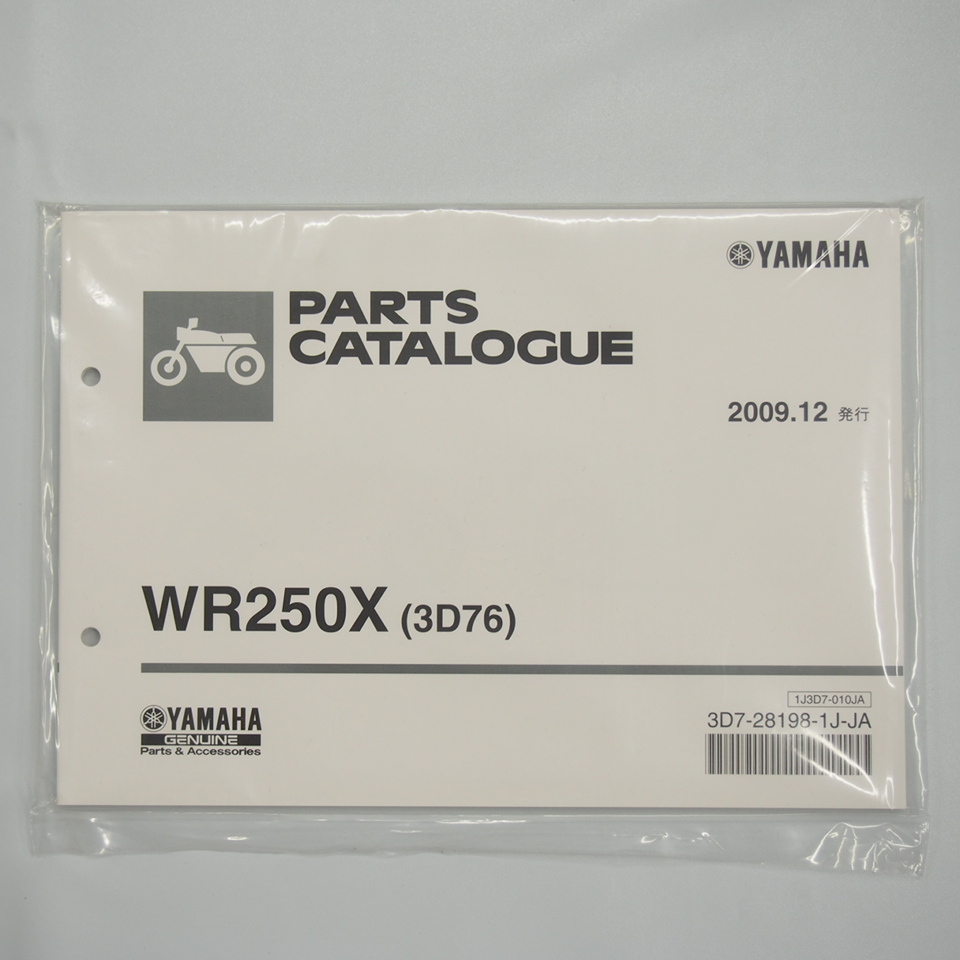 YAMAHA
PARTS
CATALOGUE
2009.12 発行
WR250X (3D76)
YAMAHA
GENUINE
Parts & Accessories
1J3D7-010JA
3D7-28198-1J-JA